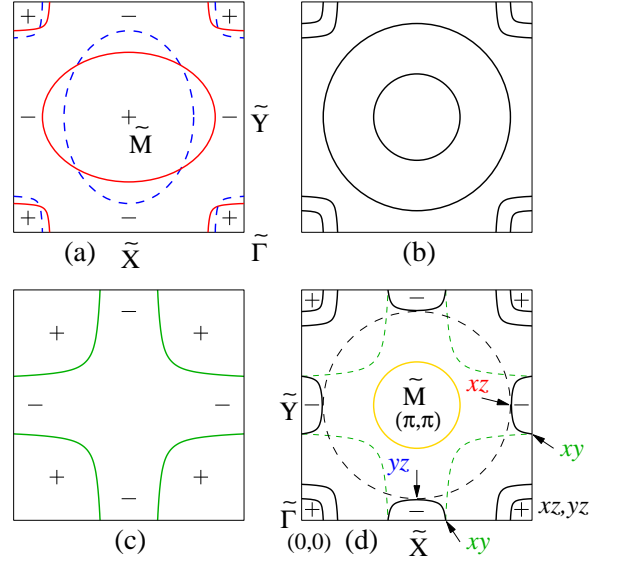 + − +
− + − Ỹ
M̃
+ − +
(a) X̃ Γ̃ (b)
+ − +
− −
+ − +
(c)
+ − +
Ỹ − M̃ xz −
(π,π)
yz xy
Γ̃ + − + xz,yz
(0,0) (d) X̃ xy